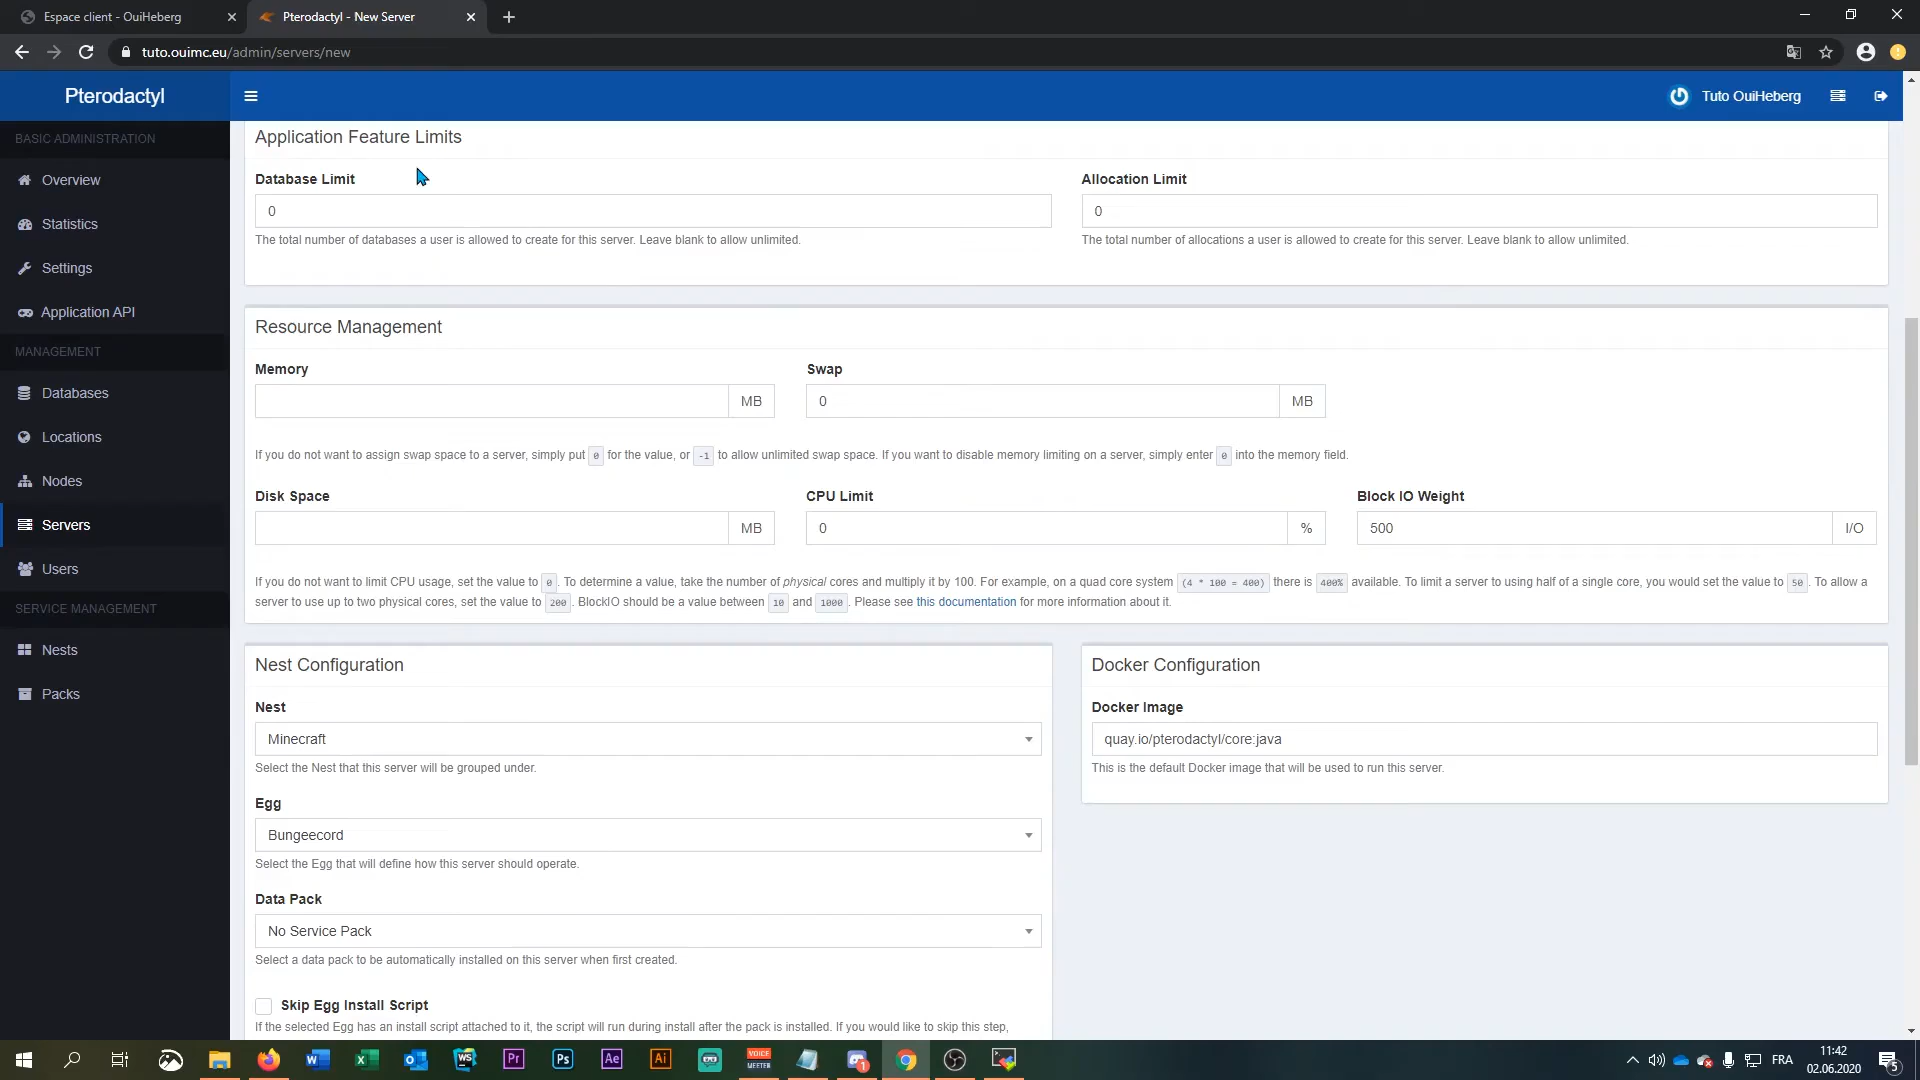 Espace client - OuiHeberg
Pterodactyl - New Server
tuto.ouimc.eu/admin/servers/new
Pterodactyl
Tuto OuiHeberg
BASIC ADMINISTRATION
Overview
Statistics
Settings
Application API
MANAGEMENT
Databases
Locations
Nodes
Servers
Users
SERVICE MANAGEMENT
Nests
Packs
Application Feature Limits
Database Limit
0
The total number of databases a user is allowed to create for this server. Leave blank to allow unlimited.
Allocation Limit
0
The total number of allocations a user is allowed to create for this server. Leave blank to allow unlimited.
Resource Management
Memory
MB
Swap
0
MB
If you do not want to assign swap space to a server, simply put 0 for the value, or -1 to allow unlimited swap space. If you want to disable memory limiting on a server, simply enter 0 into the memory field.
Disk Space
MB
CPU Limit
0
%
Block IO Weight
500
I/O
If you do not want to limit CPU usage, set the value to 0. To determine a value, take the number of physical cores and multiply it by 100. For example, on a quad core system (4 * 100 = 400) there is 400% available. To limit a server to using half of a single core, you would set the value to 50. To allow a
server to use up to two physical cores, set the value to 200. BlockIO should be a value between 10 and 1000. Please see this documentation for more information about it.
Nest Configuration
Nest
Minecraft
Select the Nest that this server will be grouped under.
Egg
Bungeecord
Select the Egg that will define how this server should operate.
Data Pack
No Service Pack
Select a data pack to be automatically installed on this server when first created.
Skip Egg Install Script
If the selected Egg has an install script attached to it, the script will run during install after the pack is installed. If you would like to skip this step,
Docker Configuration
Docker Image
quay.io/pterodactyl/core:java
This is the default Docker image that will be used to run this server.
WS
Pr
Ps
Ae
Ai
VOICE
MEETER
1
FRA
11:42
02.06.2020
5